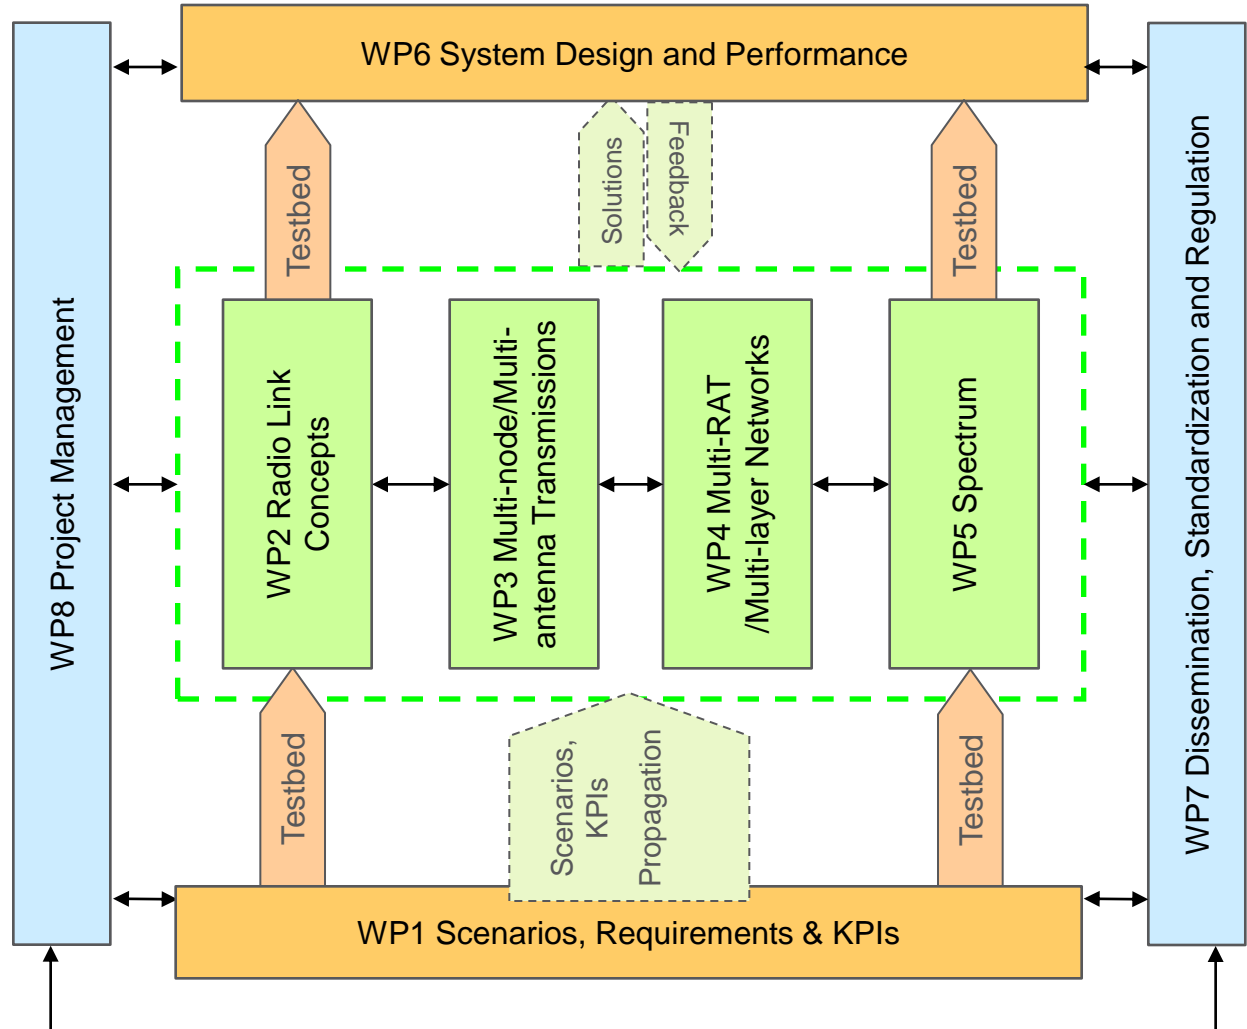 WP6 System Design and Performance
WP8 Project Management
WP7 Dissemination, Standardization and Regulation
Testbed
Solutions
Feedback
Testbed
WP2 Radio Link
Concepts
WP3 Multi-node/Multi-
antenna Transmissions
WP4 Multi-RAT
/Multi-layer Networks
WP5 Spectrum
Testbed
Scenarios,
KPIs
Propagation
Testbed
WP1 Scenarios, Requirements & KPIs